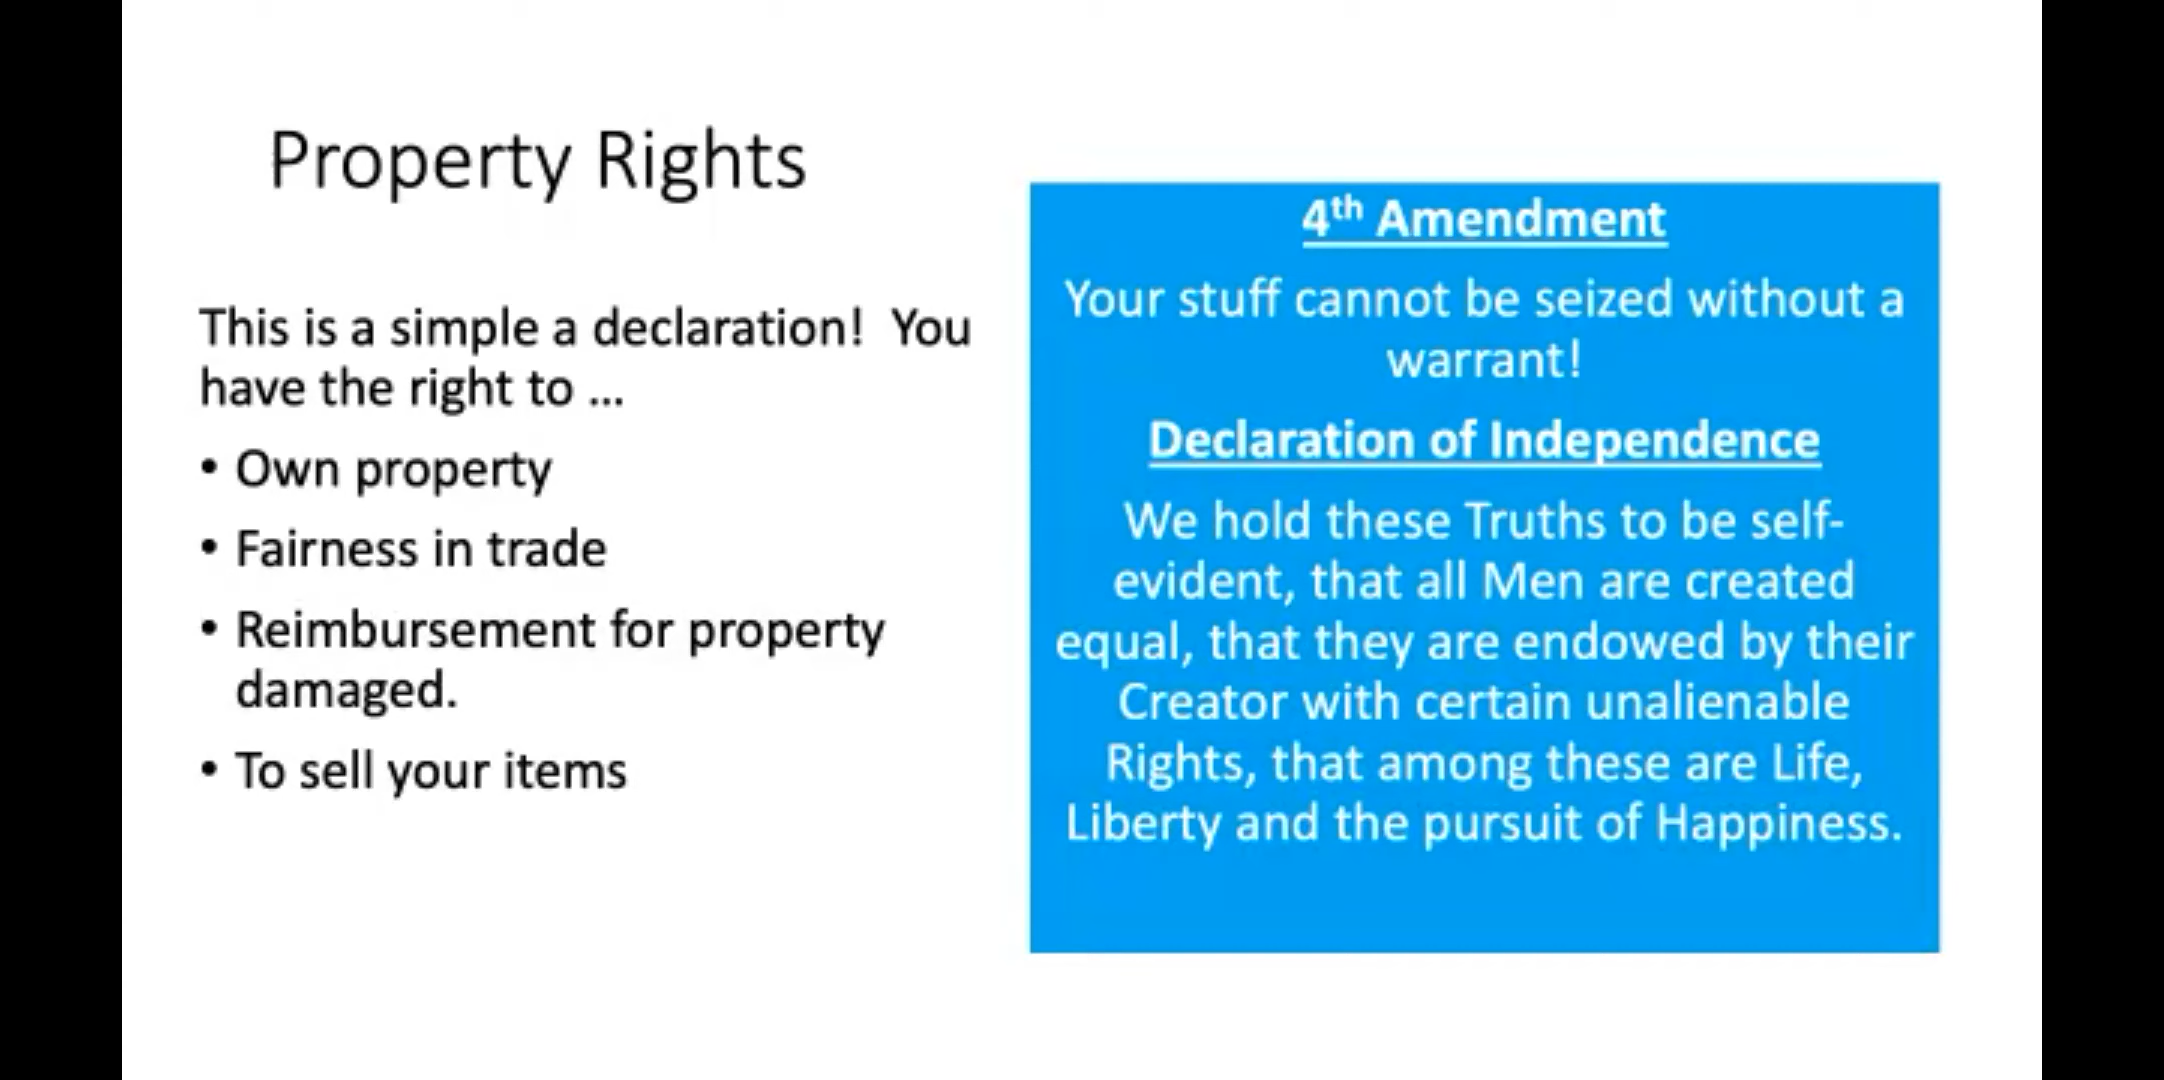 Property Rights
This is a simple a declaration!  You
have the right to ...
• Own property
• Fairness in trade
• Reimbursement for property
damaged.
• To sell your items
4th Amendment
Your stuff cannot be seized without a
warrant!
Declaration of Independence
We hold these Truths to be self-
evident, that all Men are created
equal, that they are endowed by their
Creator with certain unalienable
Rights, that among these are Life,
Liberty and the pursuit of Happiness.